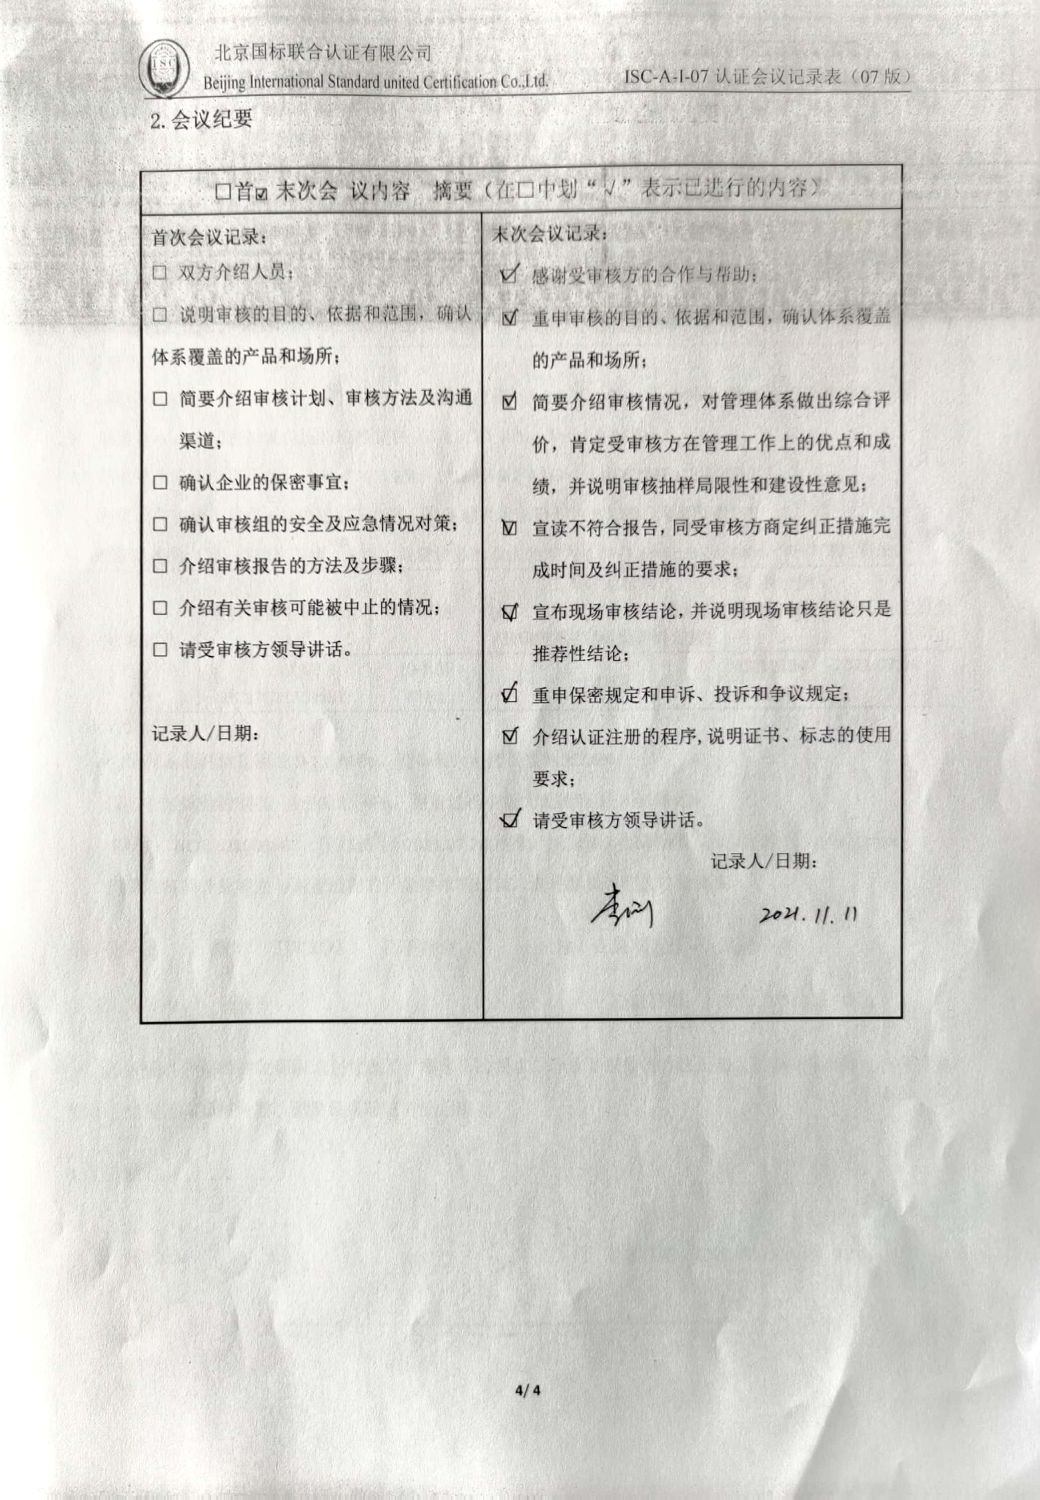 北京国标联合认证有限公司
Beijing International Standard united Certification Co.,Ltd.
ISC-A-I-07 认证会议记录表（07 版）
ISC
2. 会议纪要
□首☑ 末次会 议内容 摘要（在□中划“√”表示已进行的内容）
首次会议记录：
□ 双方介绍人员；
□ 说明审核的目的、依据和范围，确认
体系覆盖的产品和场所；
□ 简要介绍审核计划、审核方法及沟通
渠道；
□ 确认企业的保密事宜；
□ 确认审核组的安全及应急情况对策；
□ 介绍审核报告的方法及步骤；
□ 介绍有关审核可能被中止的情况；
□ 请受审核方领导讲话。
记录人/日期：
末次会议记录：
☑ 感谢受审核方的合作与帮助；
☑ 重申审核的目的、依据和范围，确认体系覆盖
的产品和场所；
☑ 简要介绍审核情况，对管理体系做出综合评
价，肯定受审核方在管理工作上的优点和成
绩，并说明审核抽样局限性和建设性意见；
☑ 宣读不符合报告，同受审核方商定纠正措施完
成时间及纠正措施的要求；
☑ 宣布现场审核结论，并说明现场审核结论只是
推荐性结论；
☑ 重申保密规定和申诉、投诉和争议规定；
☑ 介绍认证注册的程序,说明证书、标志的使用
要求；
☑ 请受审核方领导讲话。
记录人/日期：
2021.11.11
4/ 4